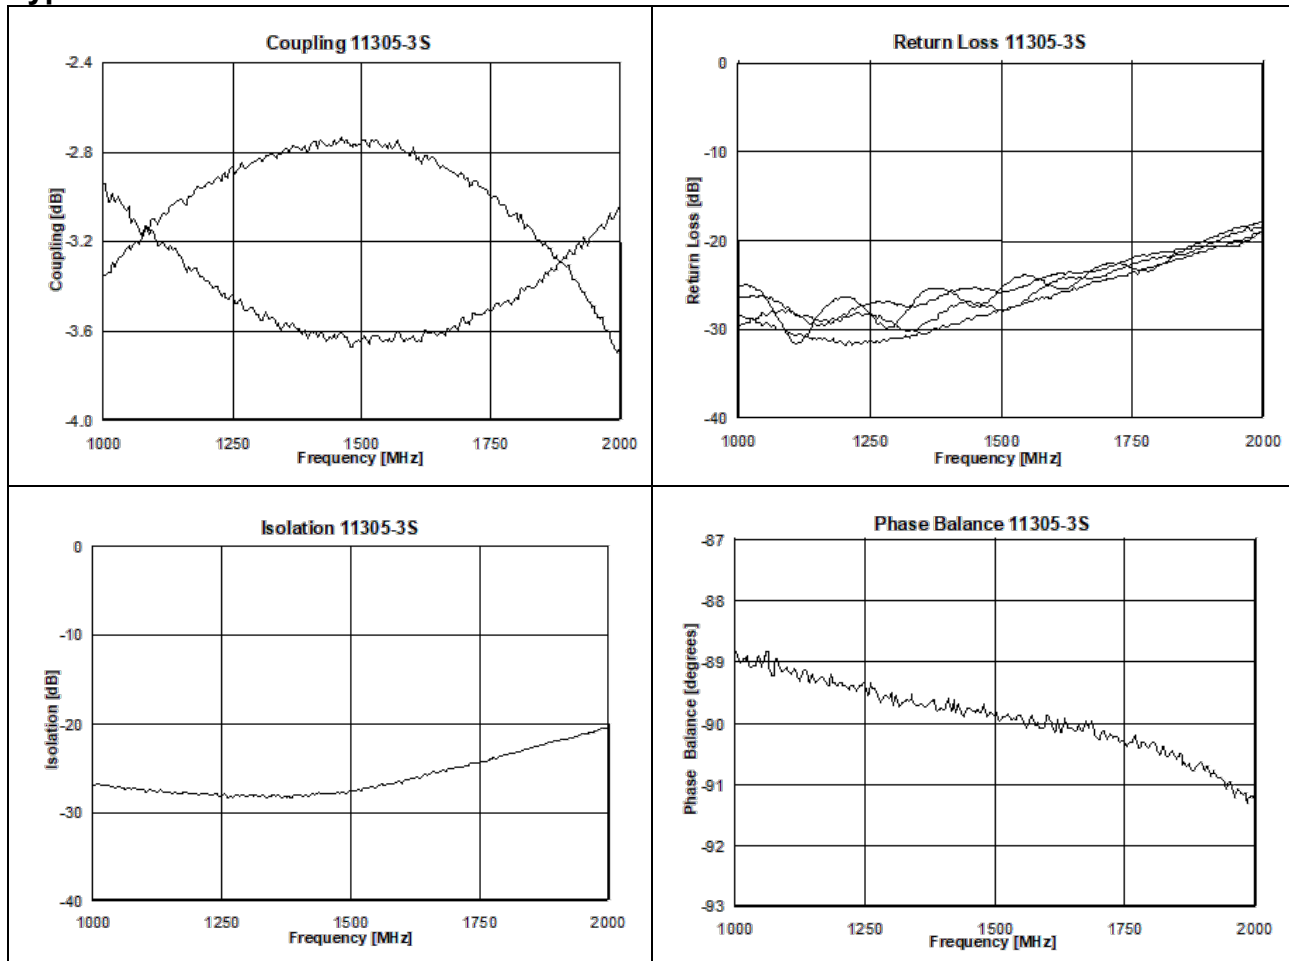 Coupling 11305-3S
-2.4
-2.8
-3.2
-3.6
-4.0
Coupling [dB]
1000 1250 1500 1750 2000
Frequency [MHz]
Return Loss 11305-3S
0
-10
-20
-30
-40
Return Loss [dB]
1000 1250 1500 1750 2000
Frequency [MHz]
Isolation 11305-3S
0
-10
-20
-30
-40
Isolation [dB]
1000 1250 1500 1750 2000
Frequency [MHz]
Phase Balance 11305-3S
-87
-88
-89
-90
-91
-92
-93
Phase Balance [degrees]
1000 1250 1500 1750 2000
Frequency [MHz]